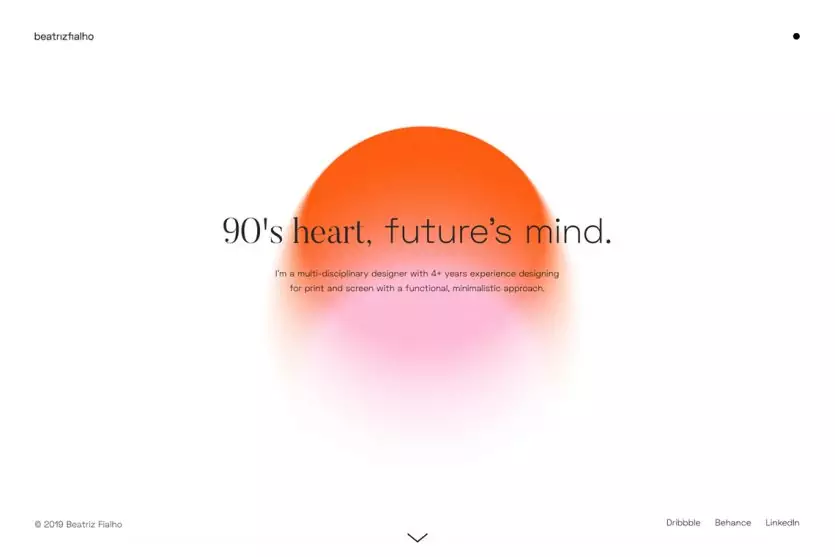 beatrizfialho
90's heart, future's mind.
I'm a multi-disciplinary designer with 4+ years experience designing
for print and screen with a functional, minimalistic approach.
© 2019 Beatriz Fialho
Dribbble Behance LinkedIn